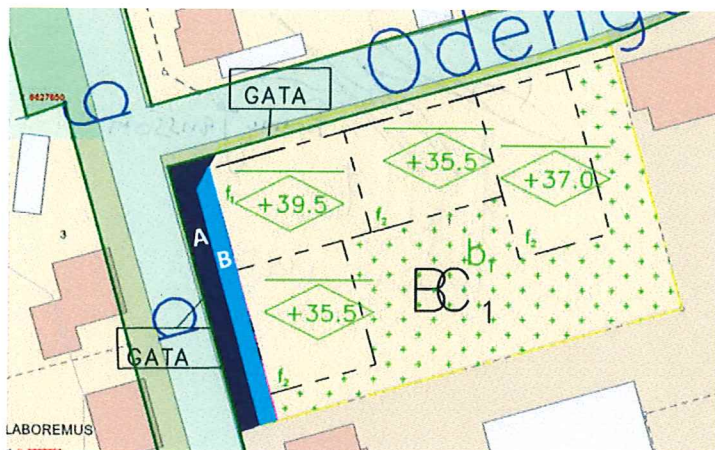 Odeng
GATA
+35.5
+37.0
+39.5
f₁
f₂
A
B
f₂
b₁
3
BC
1
+35.5
GATA
f₂
LABOREMUS